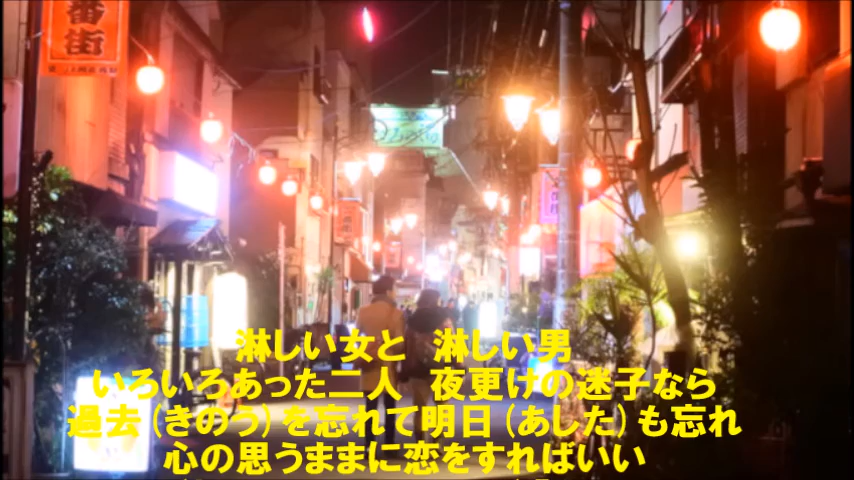 番街
淋しい女と　淋しい男
いろいろあった二人　夜更けの迷子なら
過去(きのう)を忘れて明日(あした)も忘れ
心の思うままに恋をすればいい